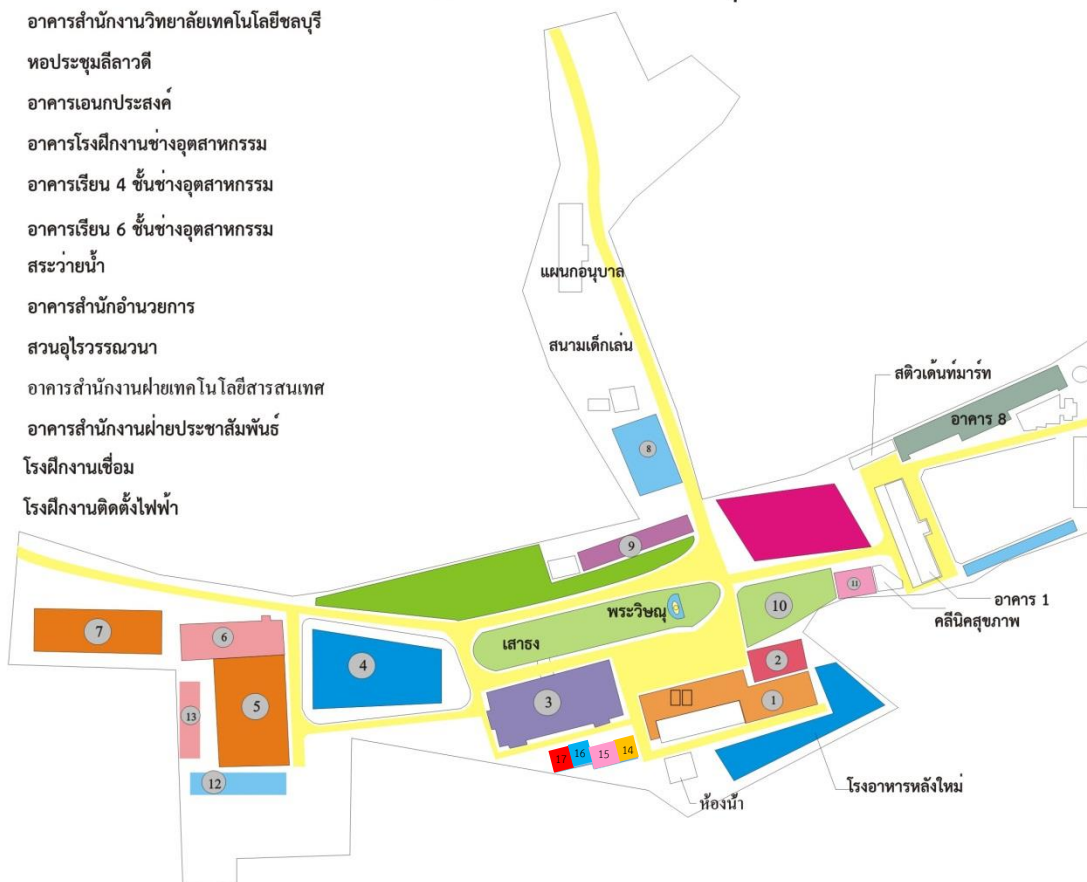 อาคารสำนักงานวิทยาลัยเทคโนโลยีชลบุรี
หอประชุมลีลาวดี
อาคารเอนกประสงค์
อาคารโรงฝึกงานช่างอุตสาหกรรม
อาคารเรียน 4 ชั้นช่างอุตสาหกรรม
อาคารเรียน 6 ชั้นช่างอุตสาหกรรม
สระว่ายน้ำ
อาคารสำนักอำนวยการ
สวนอุไรวรรณวนา
อาคารสำนักงานฝ่ายเทคโนโลยีสารสนเทศ
อาคารสำนักงานฝ่ายประชาสัมพันธ์
โรงฝึกงานเชื่อม
โรงฝึกงานติดตั้งไฟฟ้า
แผนกอนุบาล
สนามเด็กเล่น
สติวเด้นท์มาร์ท
อาคาร 8
8
9
11
10
อาคาร 1
คลีนิคสุขภาพ
พระวิษณุ
เสาธง
7
6
4
2
3
1
5
13
17
16
15
14
12
โรงอาหารหลังใหม่
ห้องน้ำ